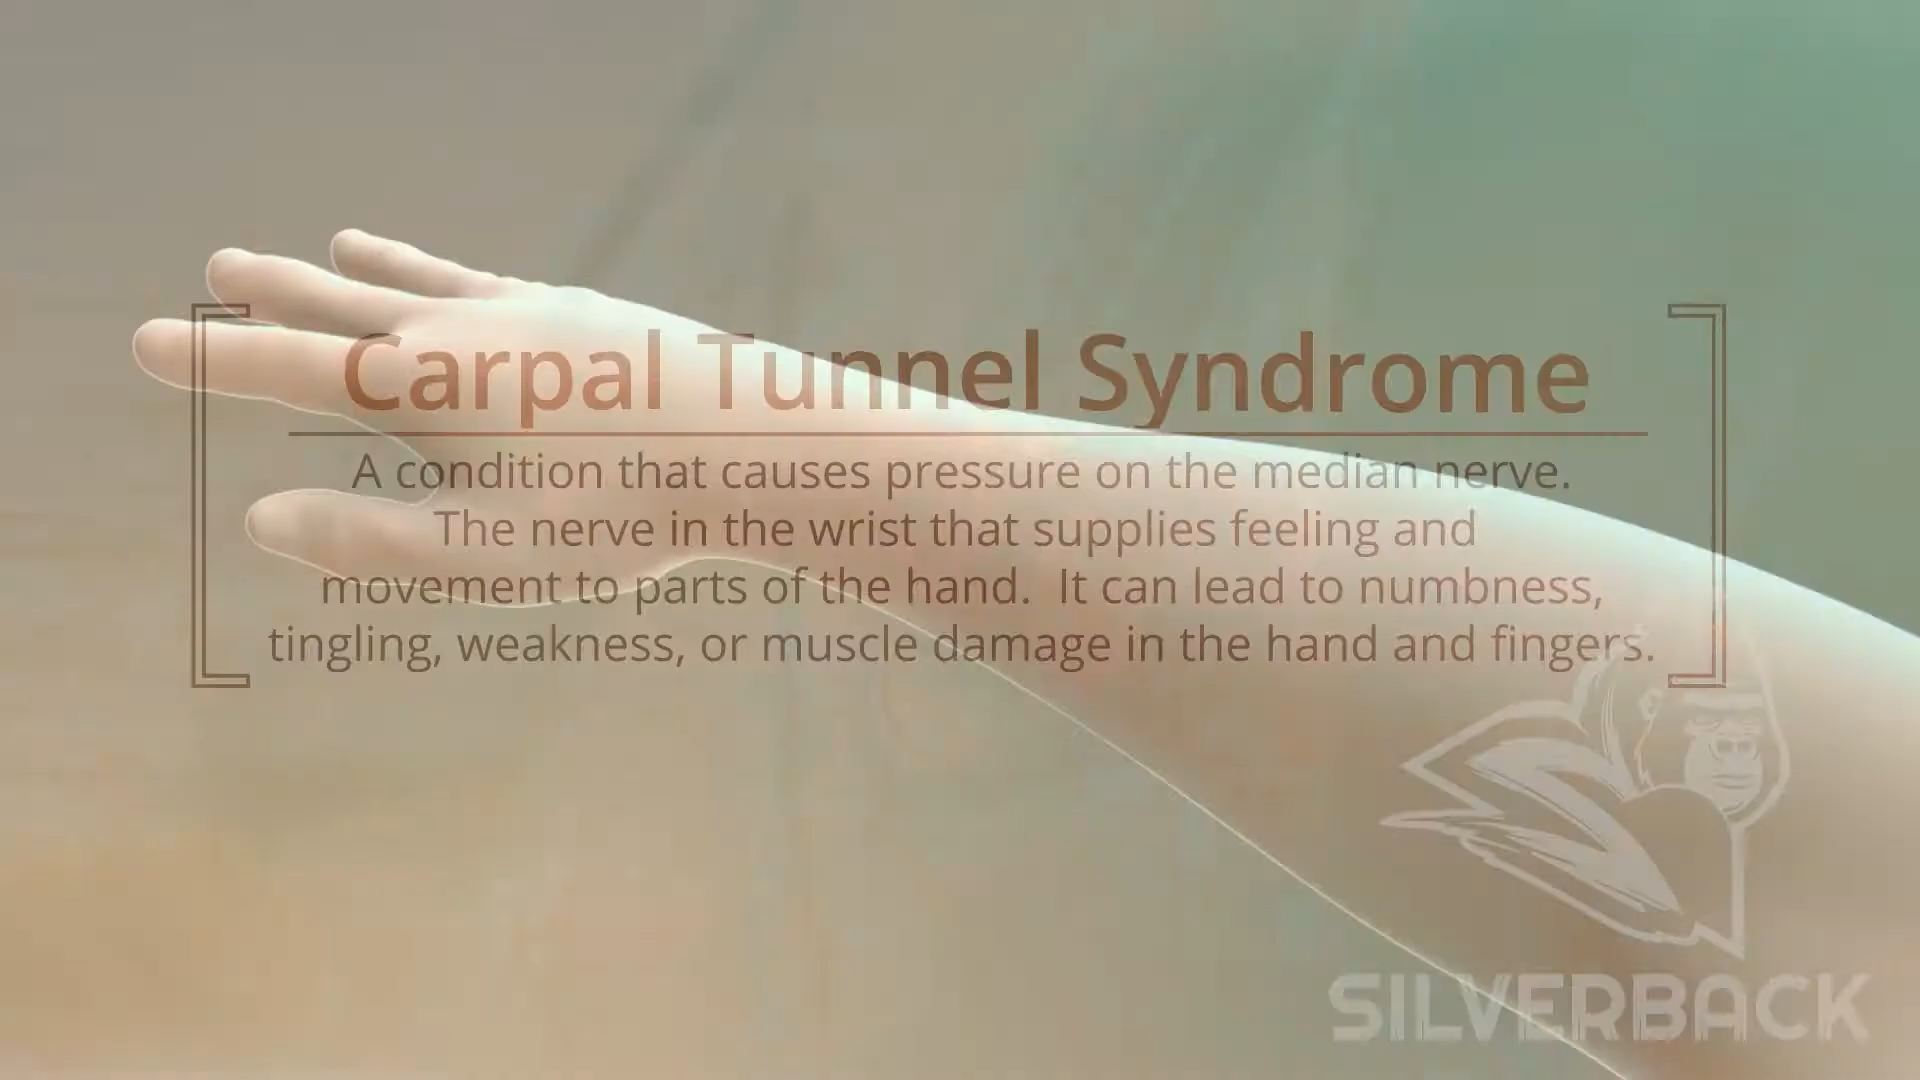 Carpal Tunnel Syndrome
A condition that causes pressure on the median nerve.
The nerve in the wrist that supplies feeling and
movement to parts of the hand.  It can lead to numbness,
tingling, weakness, or muscle damage in the hand and fingers.
SILVERBACK